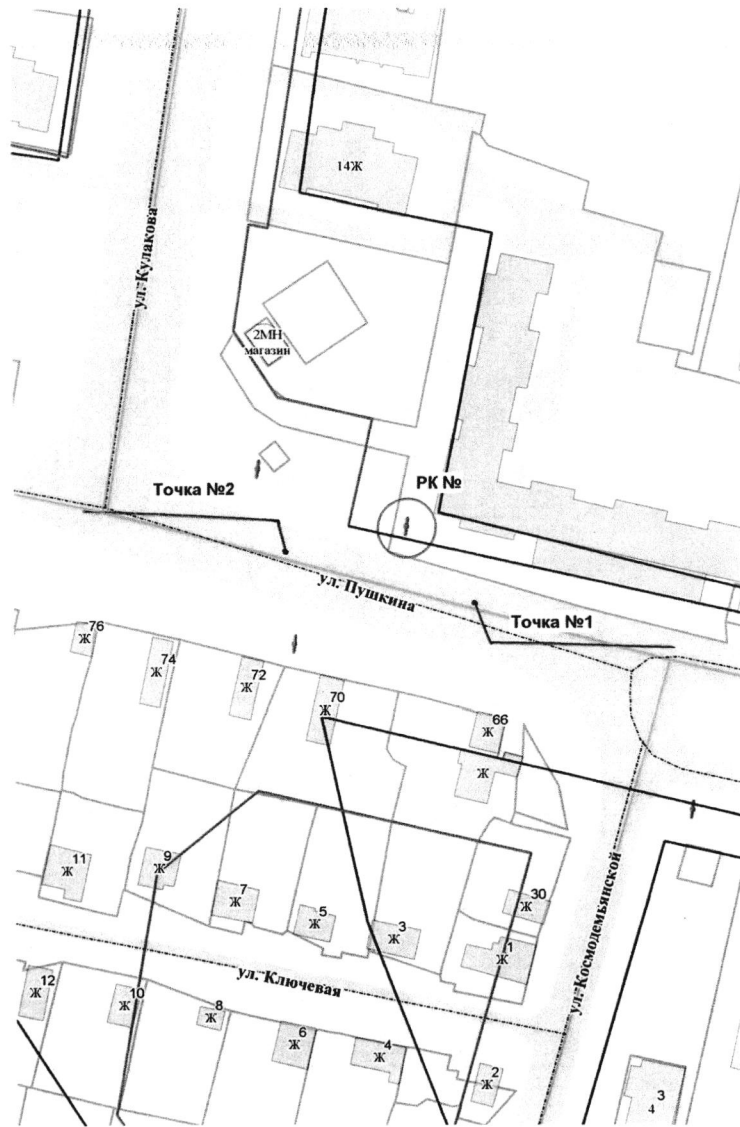 14Ж
ул. Кулакова
2МН
магазин
Точка №2
РК №
ул. Пушкина
Точка №1
76
Ж
74
Ж
72
Ж
70
Ж
66
Ж
Ж
11
Ж
9
Ж
7
Ж
5
Ж
3
Ж
30
Ж
1
Ж
ул. Космодемьянской
ул. Ключевая
12
Ж
10
Ж
8
Ж
6
Ж
4
Ж
2
Ж
3
4